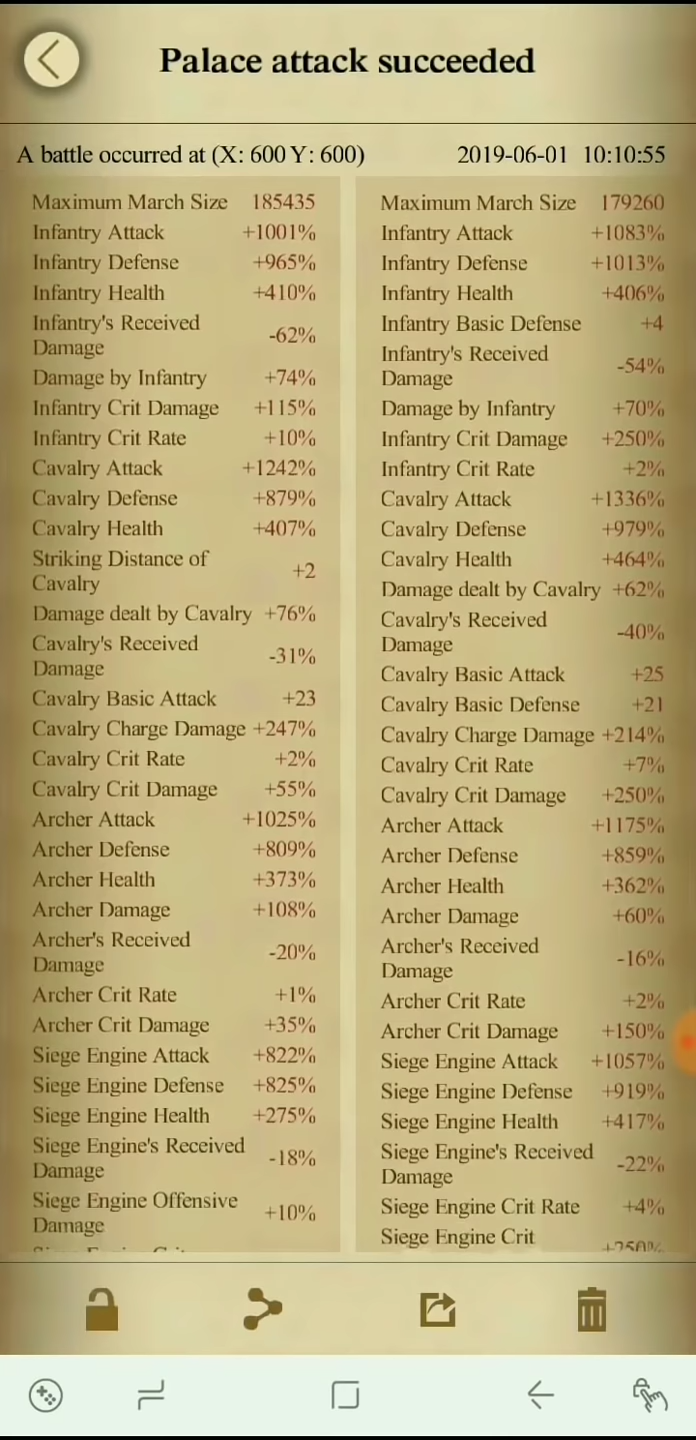 Palace attack succeeded
A battle occurred at (X: 600 Y: 600) 2019-06-01 10:10:55
Maximum March Size 185435
Infantry Attack +1001%
Infantry Defense +965%
Infantry Health +410%
Infantry's Received
Damage -62%
Damage by Infantry +74%
Infantry Crit Damage +115%
Infantry Crit Rate +10%
Cavalry Attack +1242%
Cavalry Defense +879%
Cavalry Health +407%
Striking Distance of
Cavalry +2
Damage dealt by Cavalry +76%
Cavalry's Received
Damage -31%
Cavalry Basic Attack +23
Cavalry Charge Damage +247%
Cavalry Crit Rate +2%
Cavalry Crit Damage +55%
Archer Attack +1025%
Archer Defense +809%
Archer Health +373%
Archer Damage +108%
Archer's Received
Damage -20%
Archer Crit Rate +1%
Archer Crit Damage +35%
Siege Engine Attack +822%
Siege Engine Defense +825%
Siege Engine Health +275%
Siege Engine's Received
Damage -18%
Siege Engine Offensive
Damage +10%
Maximum March Size 179260
Infantry Attack +1083%
Infantry Defense +1013%
Infantry Health +406%
Infantry Basic Defense +4
Infantry's Received
Damage -54%
Damage by Infantry +70%
Infantry Crit Damage +250%
Infantry Crit Rate +2%
Cavalry Attack +1336%
Cavalry Defense +979%
Cavalry Health +464%
Damage dealt by Cavalry +62%
Cavalry's Received
Damage -40%
Cavalry Basic Attack +25
Cavalry Basic Defense +21
Cavalry Charge Damage +214%
Cavalry Crit Rate +7%
Cavalry Crit Damage +250%
Archer Attack +1175%
Archer Defense +859%
Archer Health +362%
Archer Damage +60%
Archer's Received
Damage -16%
Archer Crit Rate +2%
Archer Crit Damage +150%
Siege Engine Attack +1057%
Siege Engine Defense +919%
Siege Engine Health +417%
Siege Engine's Received
Damage -22%
Siege Engine Crit Rate +4%
Siege Engine Crit